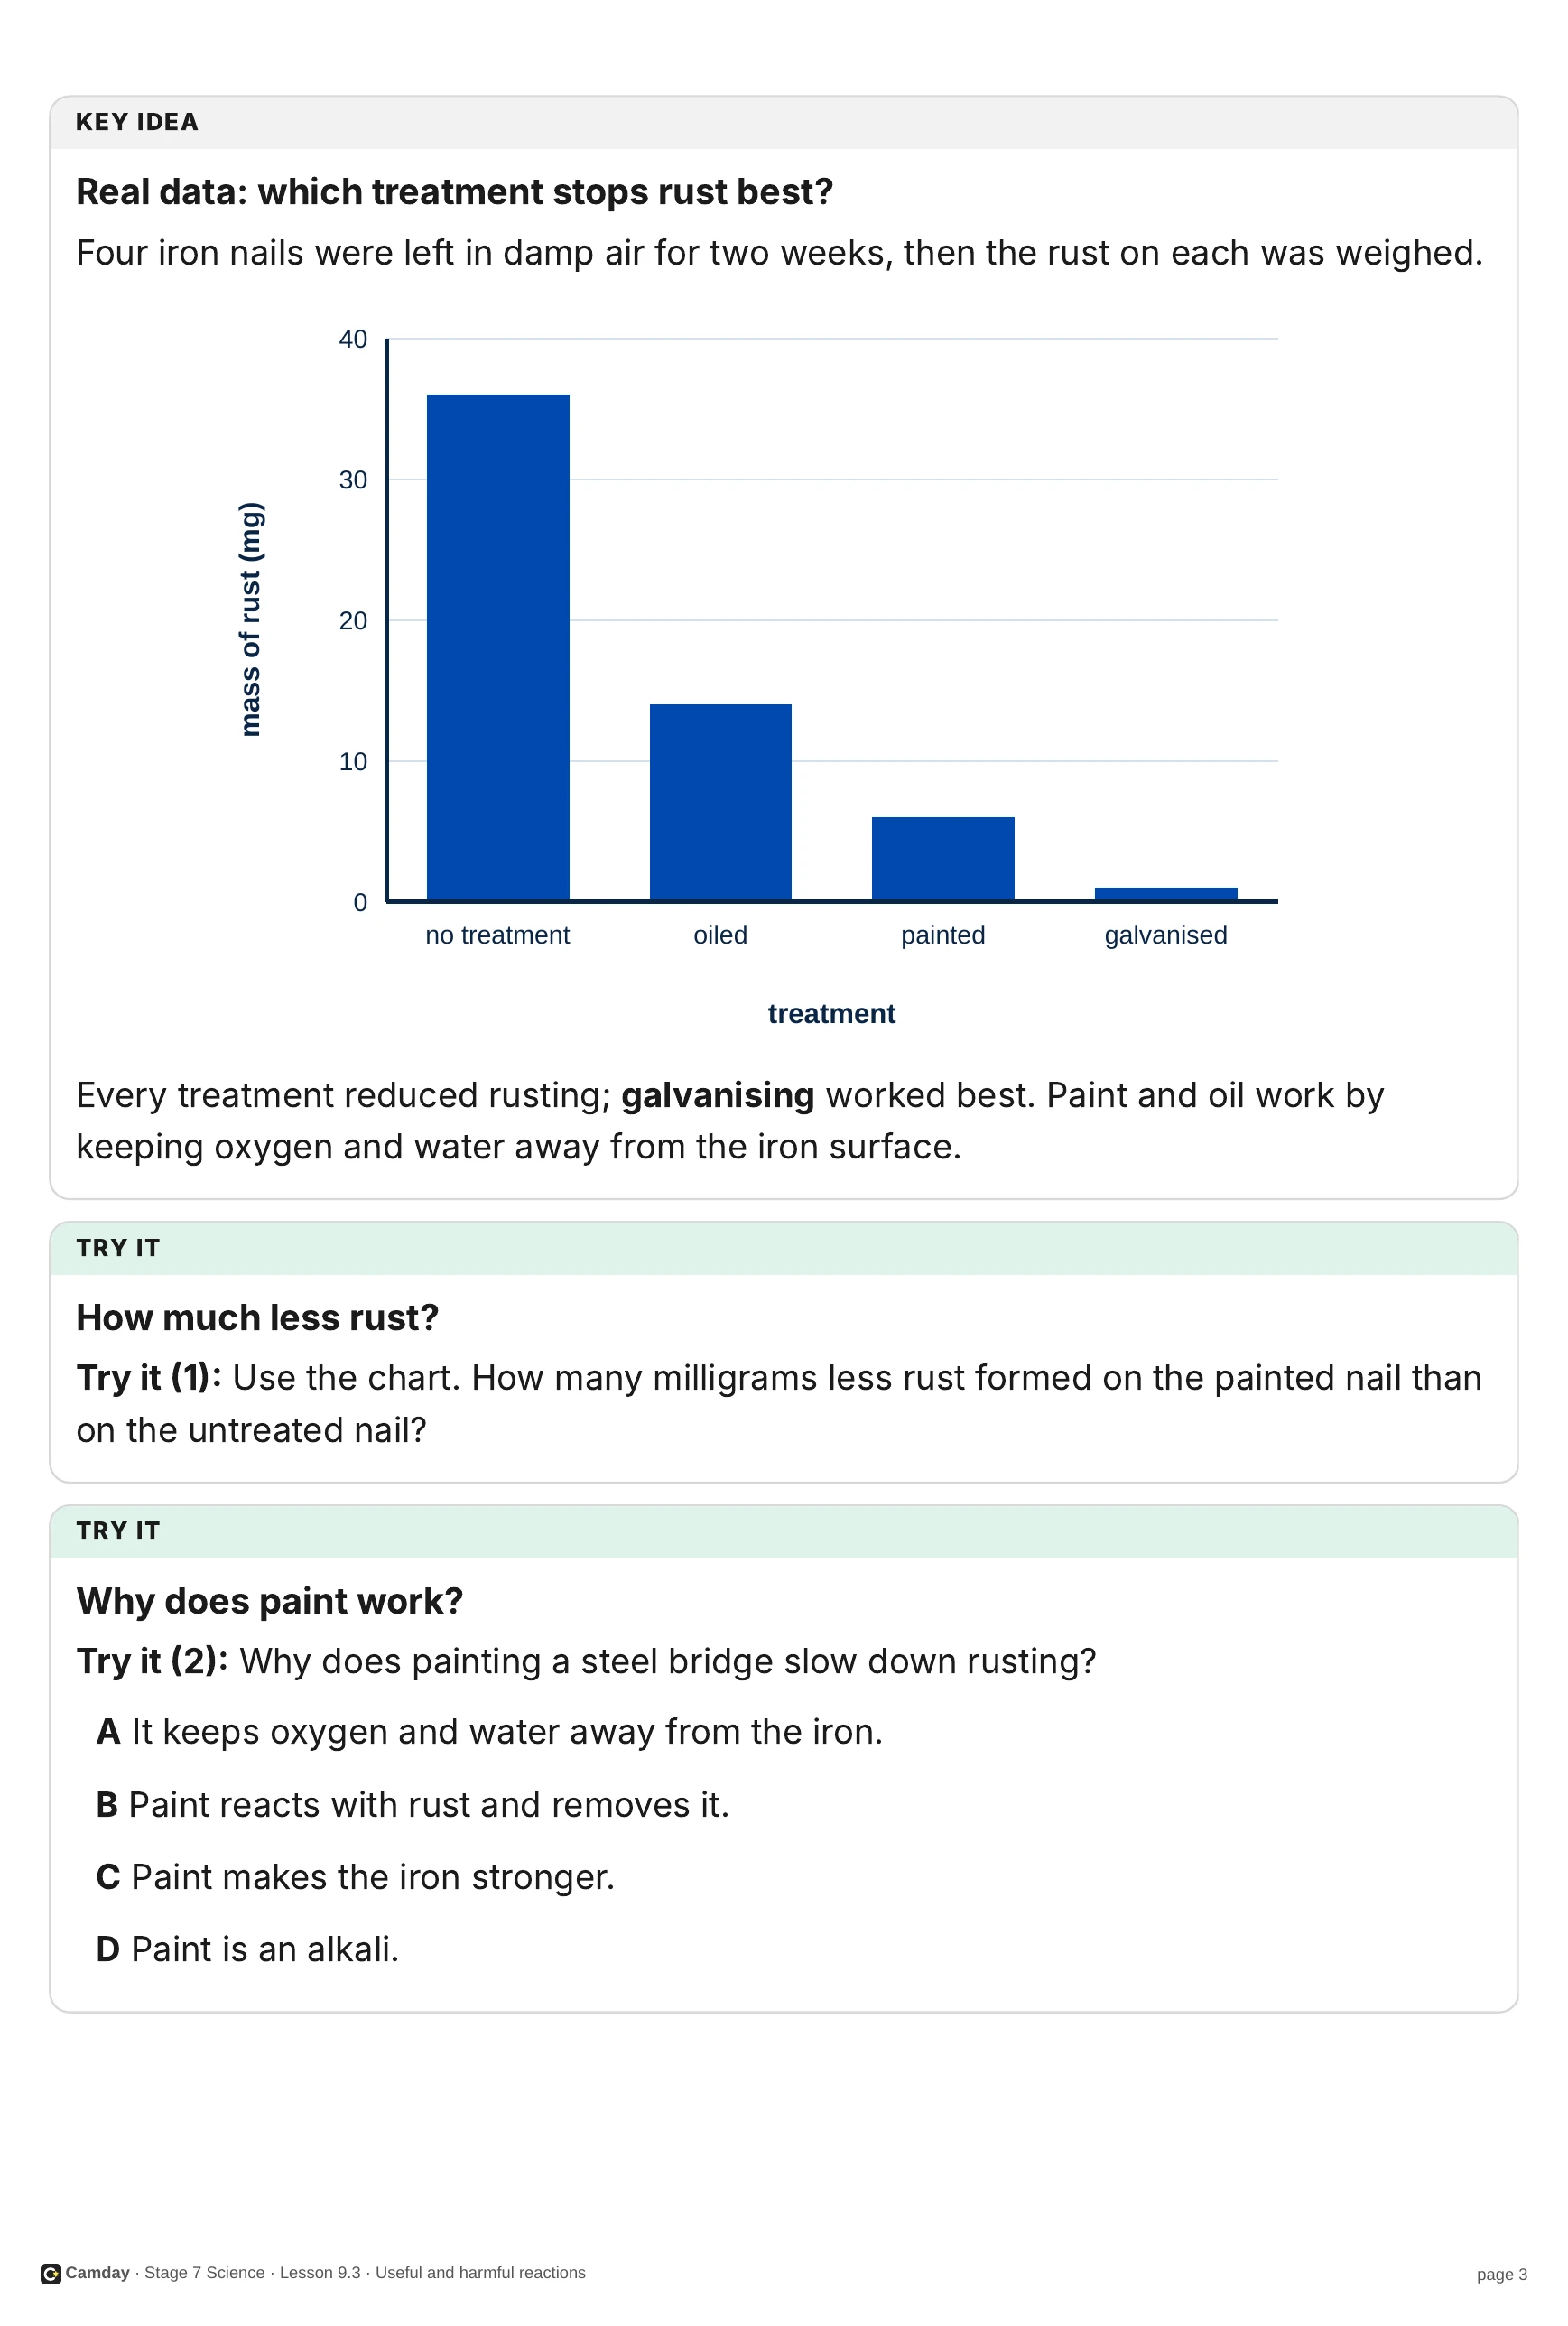 KEY IDEA
Real data: which treatment stops rust best?
Four iron nails were left in damp air for two weeks, then the rust on each was weighed.
40
30
20
10
0
mass of rust (mg)
no treatment oiled painted galvanised
treatment
Every treatment reduced rusting; galvanising worked best. Paint and oil work by
keeping oxygen and water away from the iron surface.
TRY IT
How much less rust?
Try it (1): Use the chart. How many milligrams less rust formed on the painted nail than
on the untreated nail?
TRY IT
Why does paint work?
Try it (2): Why does painting a steel bridge slow down rusting?
A It keeps oxygen and water away from the iron.
B Paint reacts with rust and removes it.
C Paint makes the iron stronger.
D Paint is an alkali.
Camday · Stage 7 Science · Lesson 9.3 · Useful and harmful reactions
page 3